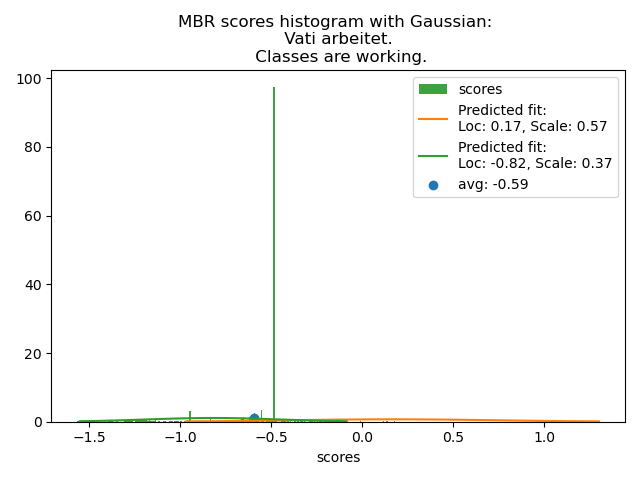 MBR scores histogram with Gaussian:
Vati arbeitet.
Classes are working.
100
80
60
40
20
0
scores
Predicted fit:
Loc: 0.17, Scale: 0.57
Predicted fit:
Loc: -0.82, Scale: 0.37
avg: -0.59
−1.5
−1.0
−0.5
0.0
0.5
1.0
scores